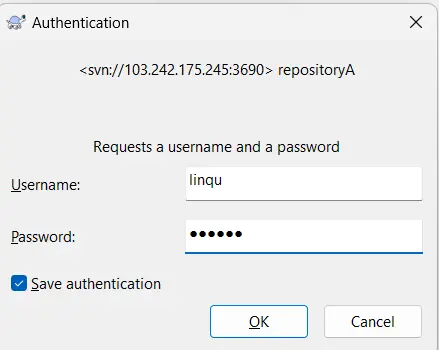 Authentication
<svn://103.242.175.245:3690> repositoryA
Requests a username and a password
Username: linqu
Password: ●●●●●●
Save authentication
OK Cancel